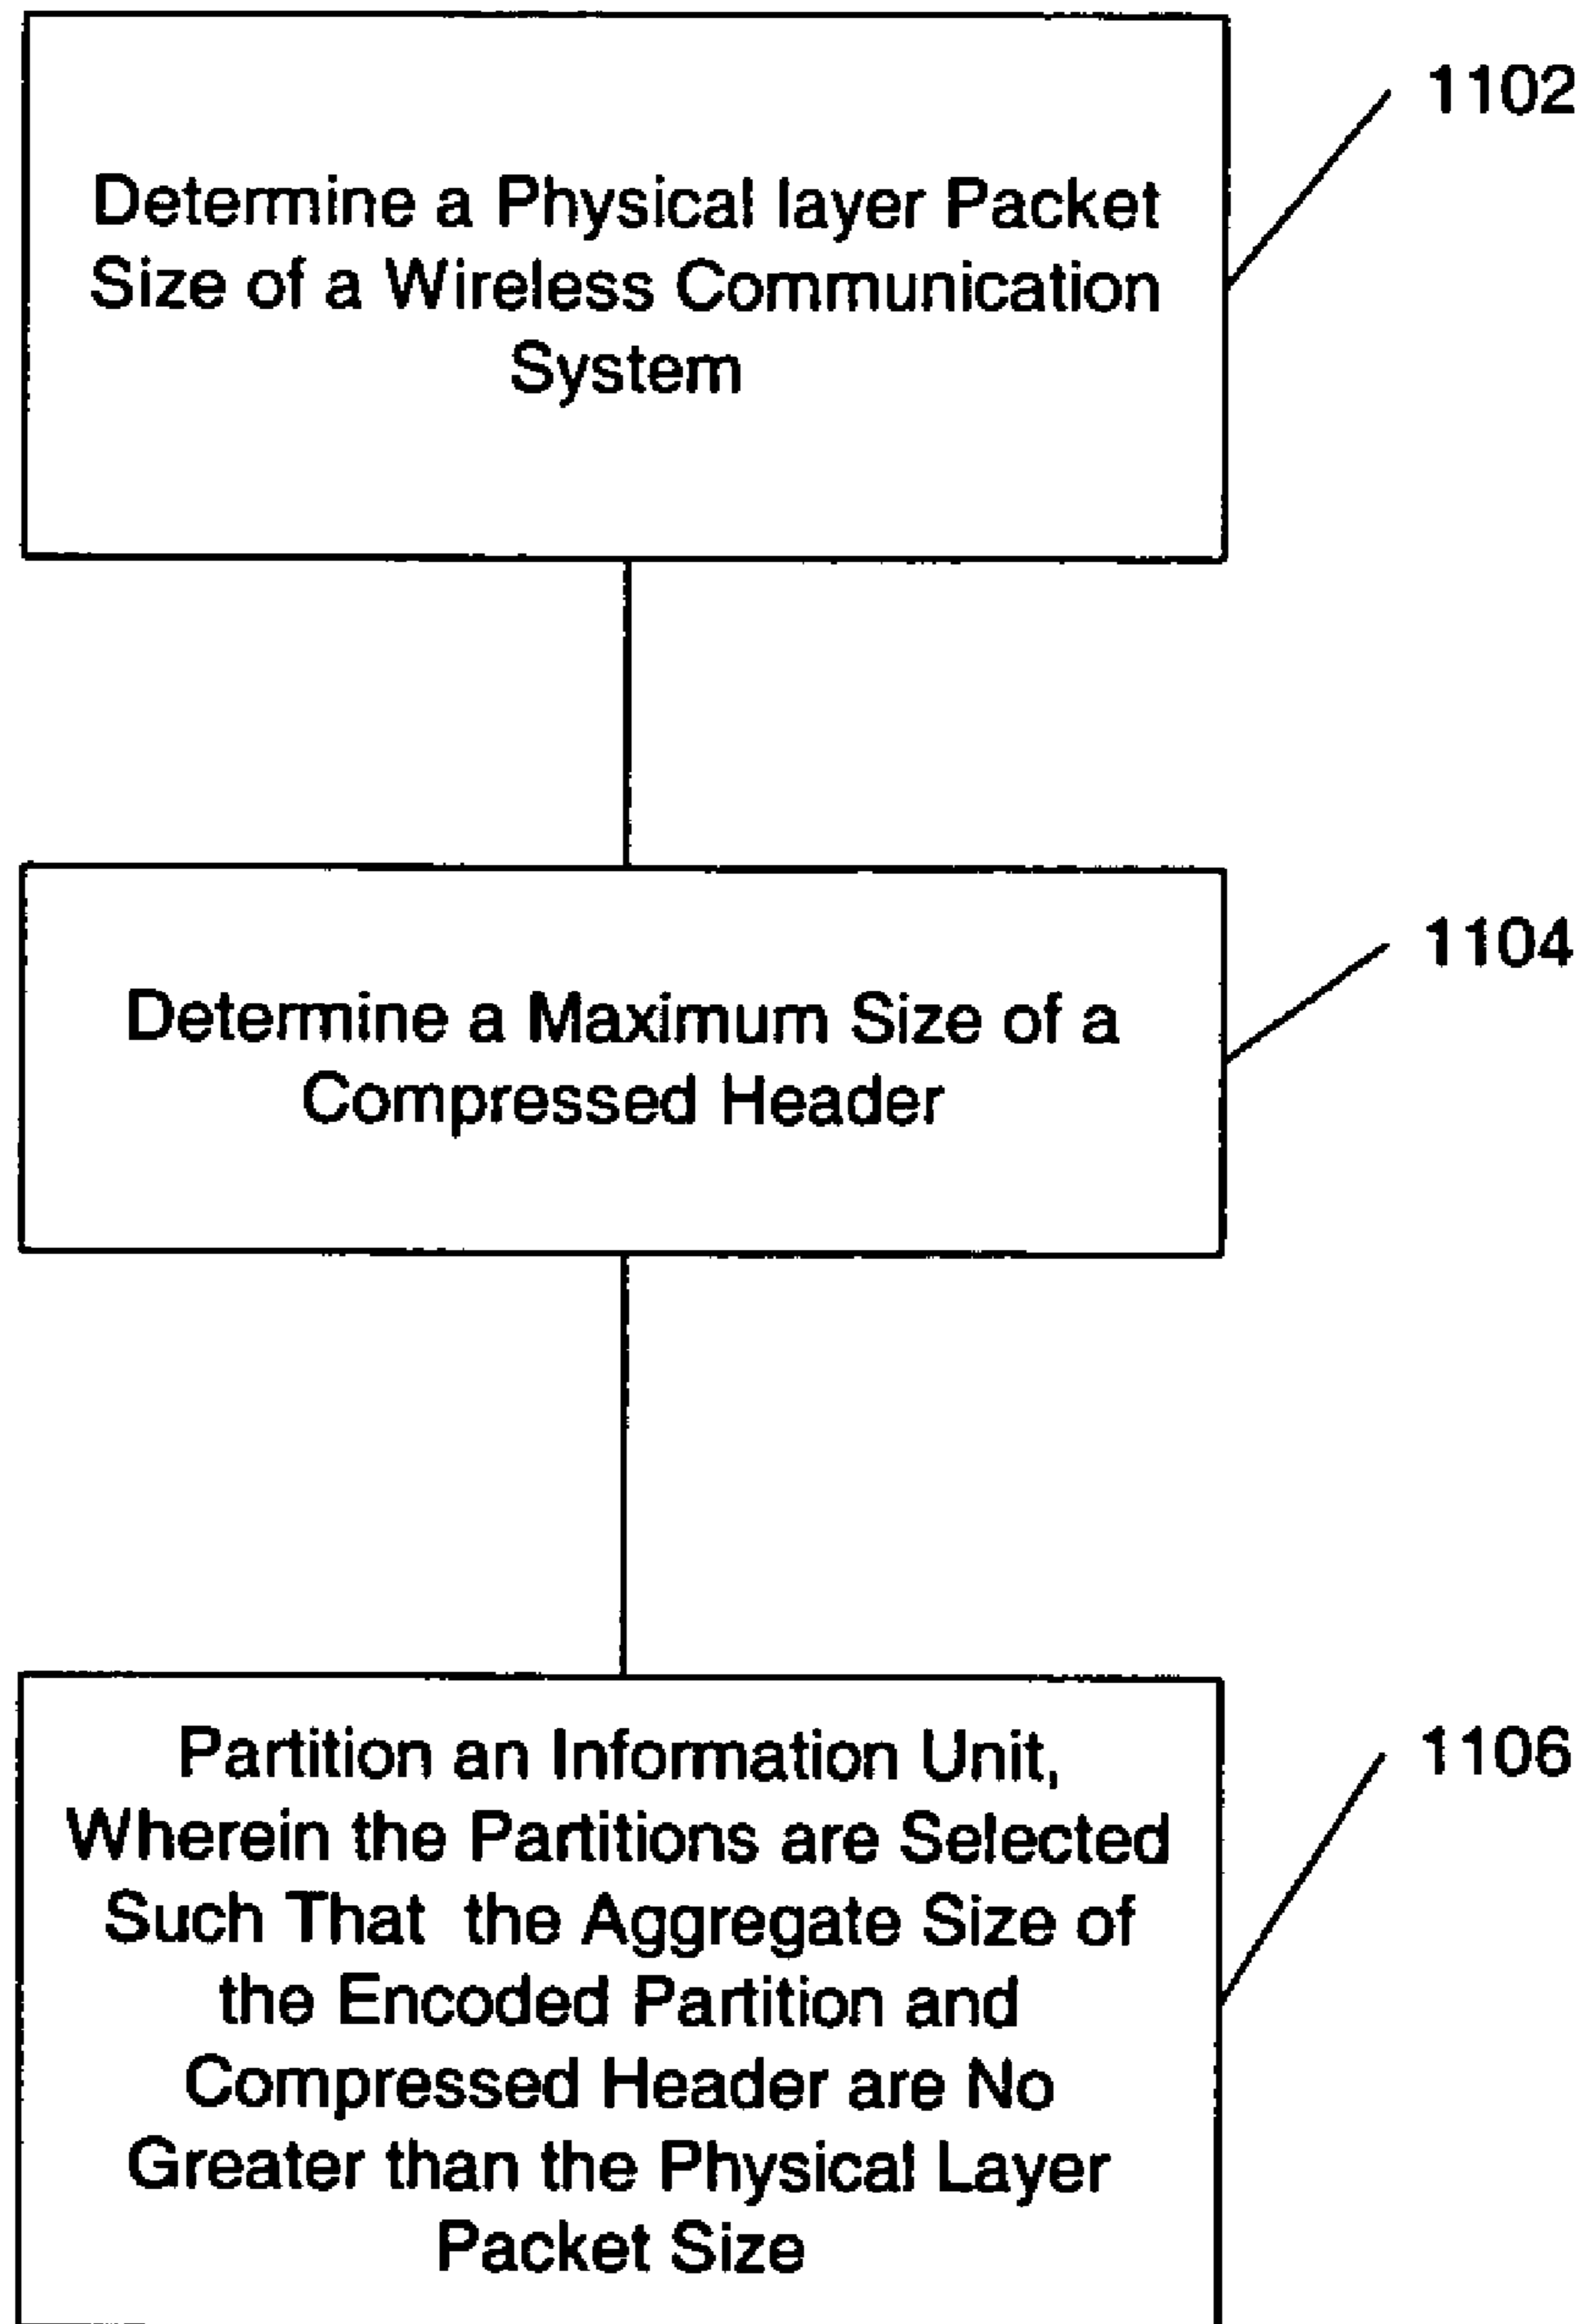 1102
Determine a Physical layer Packet
Size of a Wireless Communication
System
1104
Determine a Maximum Size of a
Compressed Header
1106
Partition an Information Unit,
Wherein the Partitions are Selected
Such That the Aggregate Size of
the Encoded Partition and
Compressed Header are No
Greater than the Physical Layer
Packet Size